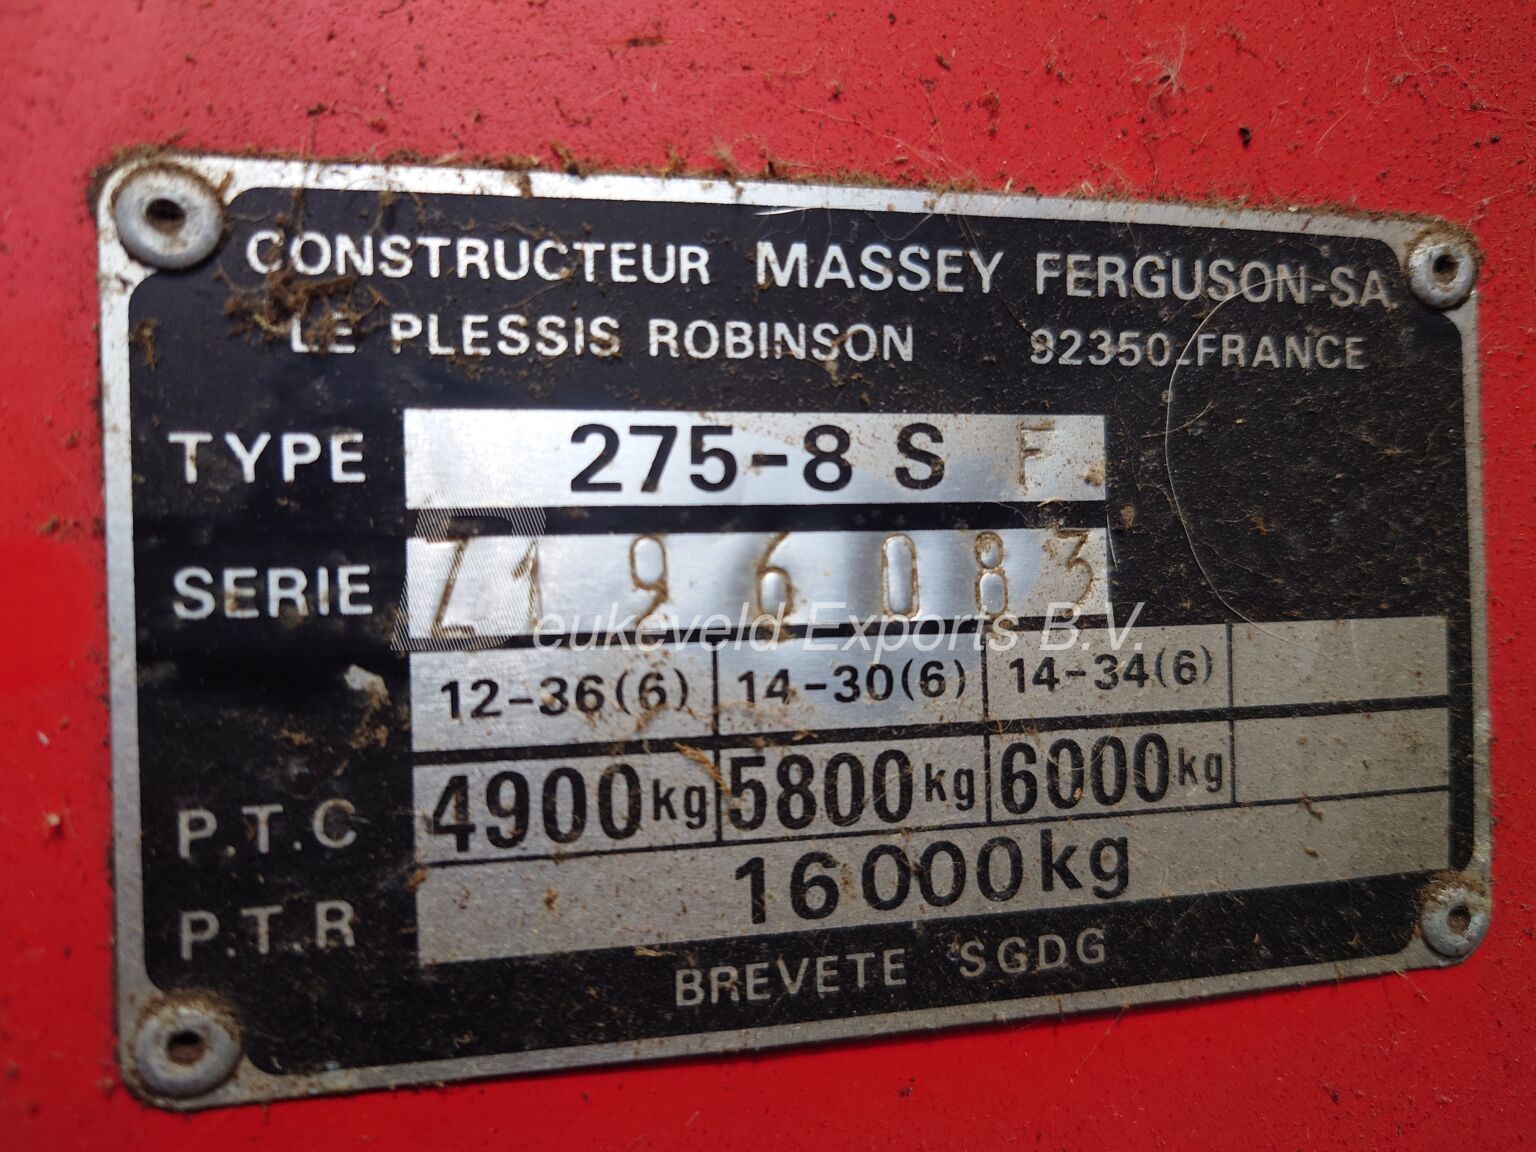 CONSTRUCTEUR MASSEY FERGUSON-SA
LE PLESSIS ROBINSON 92350-FRANCE
TYPE 275-8 S F
SERIE Z196083
12-36(6) 14-30(6) 14-34(6)
P.T.C 4900kg 5800kg 6000kg
P.T.R 16000kg
BREVETE SGDG
Deukeveld Exports B.V.